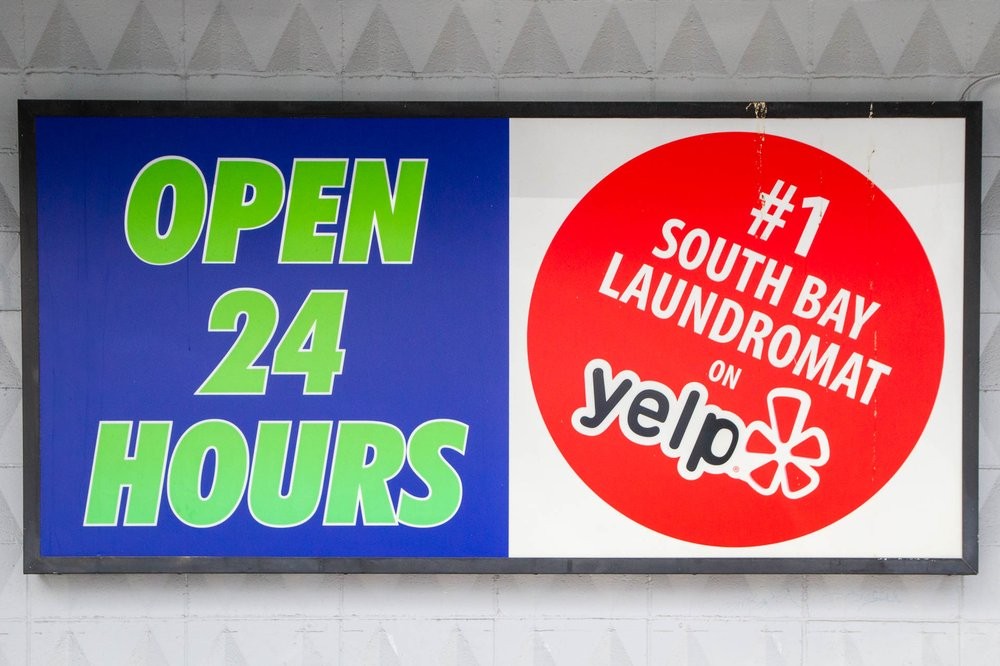 OPEN
24
HOURS
#1
SOUTH BAY
LAUNDROMAT
ON
yelp